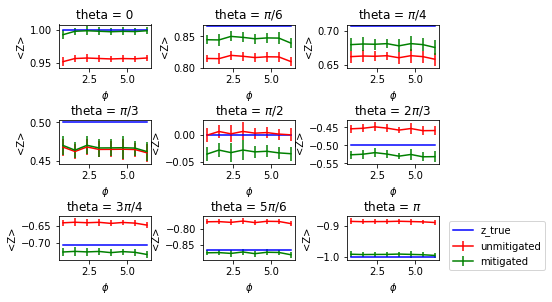 theta = 0
theta = π/6
theta = π/4
1.00
0.95
<Z>
2.5
5.0
ϕ
0.85
0.80
<Z>
2.5
5.0
ϕ
0.70
0.65
<Z>
2.5
5.0
ϕ
theta = π/3
theta = π/2
theta = 2π/3
0.50
0.45
<Z>
2.5
5.0
ϕ
0.00
−0.05
<Z>
2.5
5.0
ϕ
−0.45
−0.50
−0.55
<Z>
2.5
5.0
ϕ
theta = 3π/4
theta = 5π/6
theta = π
−0.65
−0.70
<Z>
2.5
5.0
ϕ
−0.80
−0.85
<Z>
2.5
5.0
ϕ
−0.9
−1.0
<Z>
2.5
5.0
ϕ
z_true
unmitigated
mitigated